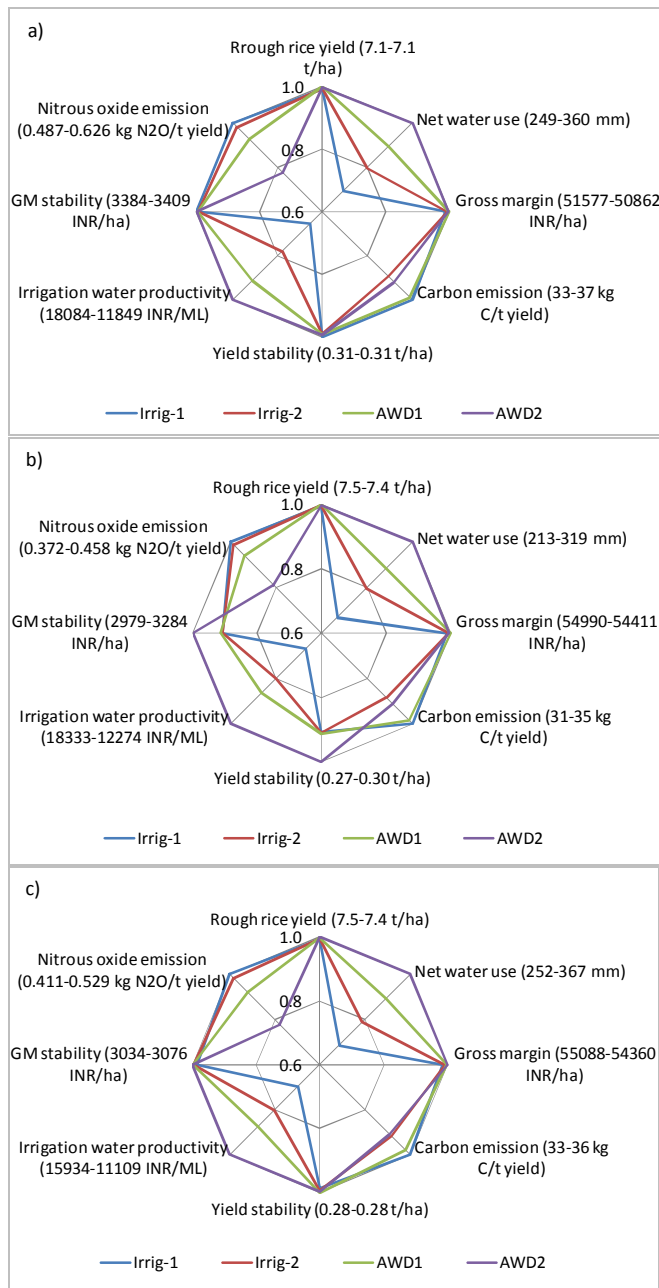 a)
Rrough rice yield (7.1-7.1
t/ha)
1.0
Nitrous oxide emission
(0.487-0.626 kg N2O/t yield)
Net water use (249-360 mm)
0.8
GM stability (3384-3409
INR/ha)
0.6
Gross margin (51577-50862
INR/ha)
Irrigation water productivity
(18084-11849 INR/ML)
Carbon emission (33-37 kg
C/t yield)
Yield stability (0.31-0.31 t/ha)
Irrig-1 Irrig-2 AWD1 AWD2
b)
Rough rice yield (7.5-7.4 t/ha)
1.0
Nitrous oxide emission
(0.372-0.458 kg N2O/t yield)
Net water use (213-319 mm)
0.8
GM stability (2979-3284
INR/ha)
0.6
Gross margin (54990-54411
INR/ha)
Irrigation water productivity
(18333-12274 INR/ML)
Carbon emission (31-35 kg
C/t yield)
Yield stability (0.27-0.30 t/ha)
Irrig-1 Irrig-2 AWD1 AWD2
c)
Rough rice yield (7.5-7.4 t/ha)
1.0
Nitrous oxide emission
(0.411-0.529 kg N2O/t yield)
Net water use (252-367 mm)
0.8
GM stability (3034-3076
INR/ha)
0.6
Gross margin (55088-54360
INR/ha)
Irrigation water productivity
(15934-11109 INR/ML)
Carbon emission (33-36 kg
C/t yield)
Yield stability (0.28-0.28 t/ha)
Irrig-1 Irrig-2 AWD1 AWD2